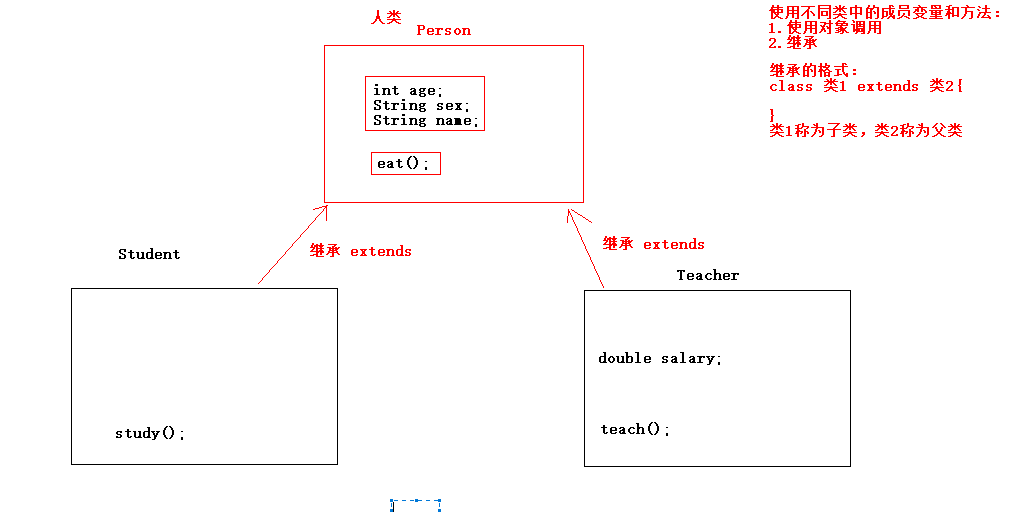 人类
Person
int age;
String sex;
String name;
eat();
使用不同类中的成员变量和方法:
1.使用对象调用
2.继承
继承的格式:
class 类1 extends 类2{
}
类1称为子类，类2称为父类
继承 extends
继承 extends
Student
study();
Teacher
double salary;
teach();